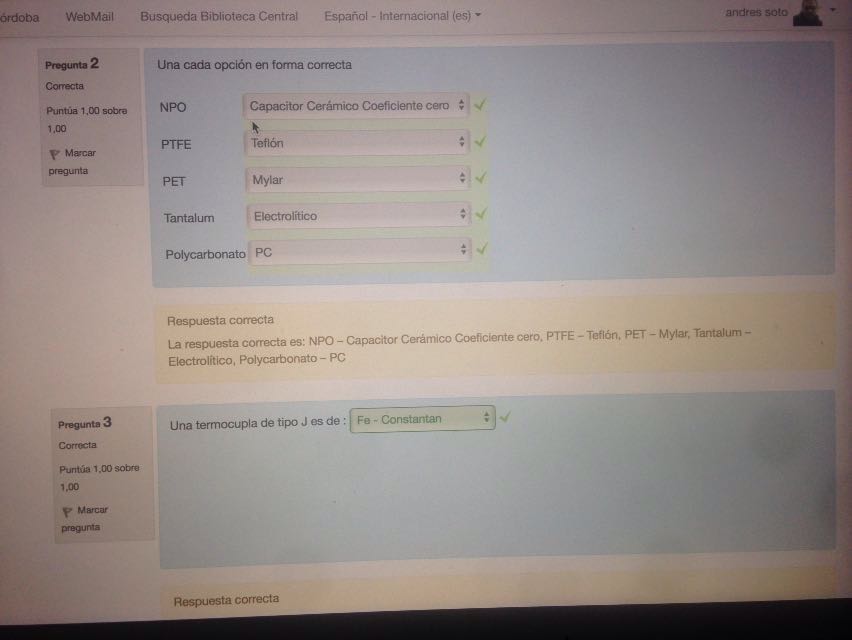 órdoba WebMail Busqueda Biblioteca Central Español - Internacional (es) andres soto
Pregunta 2
Correcta
Puntúa 1,00 sobre
1,00
Marcar
pregunta
Una cada opción en forma correcta
NPO Capacitor Cerámico Coeficiente cero
PTFE Teflón
PET Mylar
Tantalum Electrolítico
Polycarbonato PC
Respuesta correcta
La respuesta correcta es: NPO – Capacitor Cerámico Coeficiente cero, PTFE – Teflón, PET – Mylar, Tantalum –
Electrolítico, Polycarbonato – PC
Pregunta 3
Correcta
Puntúa 1,00 sobre
1,00
Marcar
pregunta
Una termocupla de tipo J es de : Fe - Constantan
Respuesta correcta